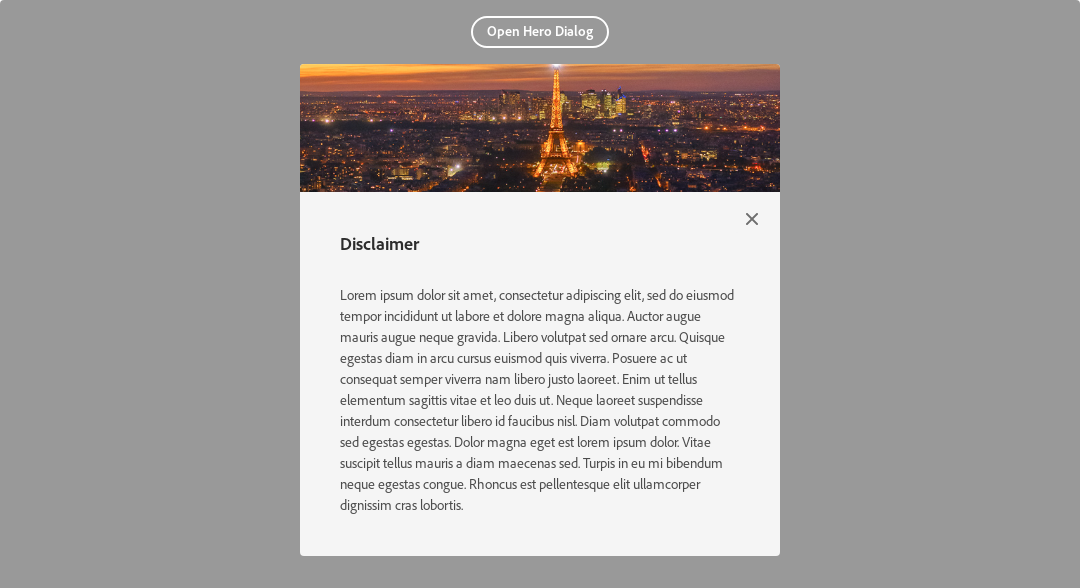 Open Hero Dialog
Disclaimer
Lorem ipsum dolor sit amet, consectetur adipiscing elit, sed do eiusmod
tempor incididunt ut labore et dolore magna aliqua. Auctor augue
mauris augue neque gravida. Libero volutpat sed ornare arcu. Quisque
egestas diam in arcu cursus euismod quis viverra. Posuere ac ut
consequat semper viverra nam libero justo laoreet. Enim ut tellus
elementum sagittis vitae et leo duis ut. Neque laoreet suspendisse
interdum consectetur libero id faucibus nisl. Diam volutpat commodo
sed egestas egestas. Dolor magna eget est lorem ipsum dolor. Vitae
suscipit tellus mauris a diam maecenas sed. Turpis in eu mi bibendum
neque egestas congue. Rhoncus est pellentesque elit ullamcorper
dignissim cras lobortis.